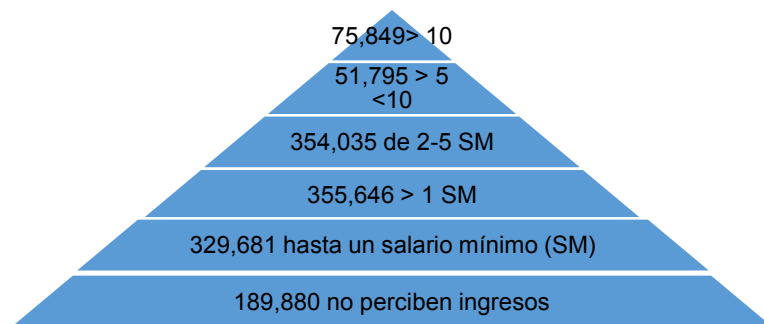 75,849> 10
51,795 > 5
<10
354,035 de 2-5 SM
355,646 > 1 SM
329,681 hasta un salario mínimo (SM)
189,880 no perciben ingresos